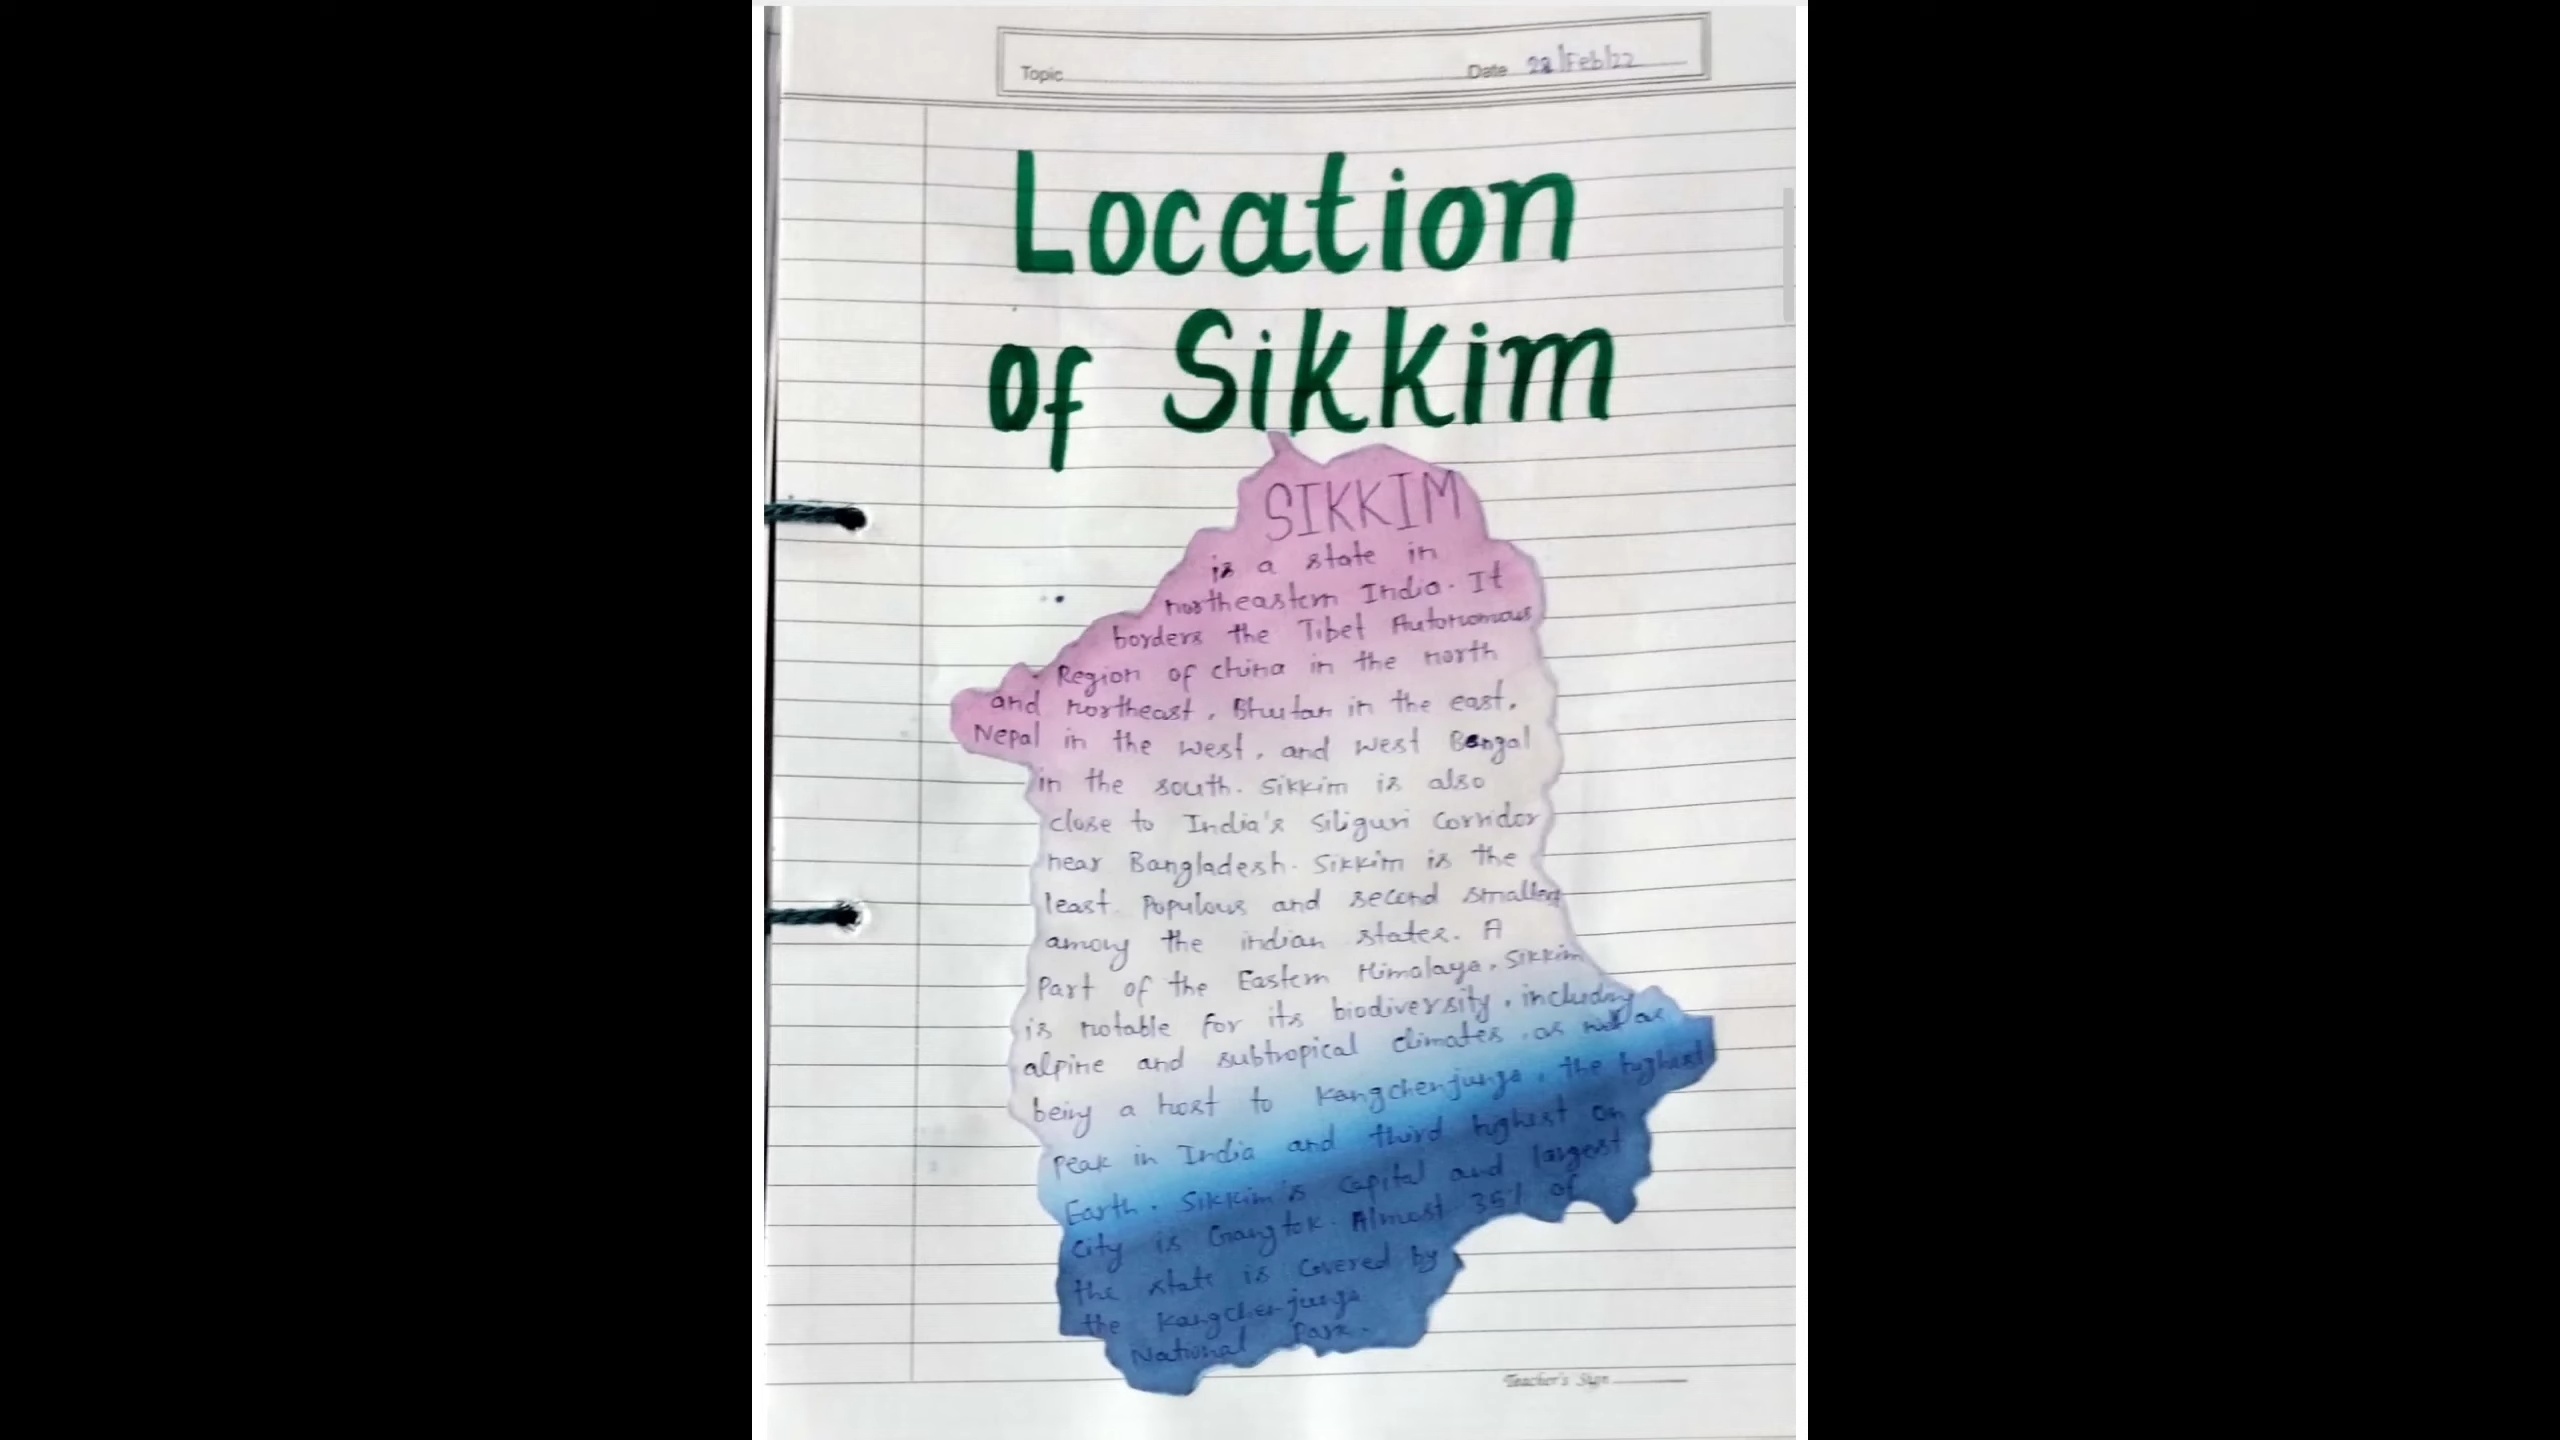 Topic
Date 28/Feb/22
Location
of Sikkim
SIKKIM
is a state in
northeastern India. It
borders the Tibet Autonomous
Region of china in the north
and northeast, Bhutan in the east,
Nepal in the west, and west Bengal
in the south. Sikkim is also
close to India's Siliguri Corridor
near Bangladesh. Sikkim is the
least Populous and second smallest
among the indian states. A
Part of the Eastern Himalaya, Sikkim
is notable for its biodiversity, including
alpine and subtropical climates, as well as
being a host to Kangchenjunga, the highest
peak in India and third highest on
Earth. Sikkim's Capital and largest
City is Gangtok. Almost 35% of
the state is Covered by
the Kangchenjunga
National Park.
Teacher's Sign